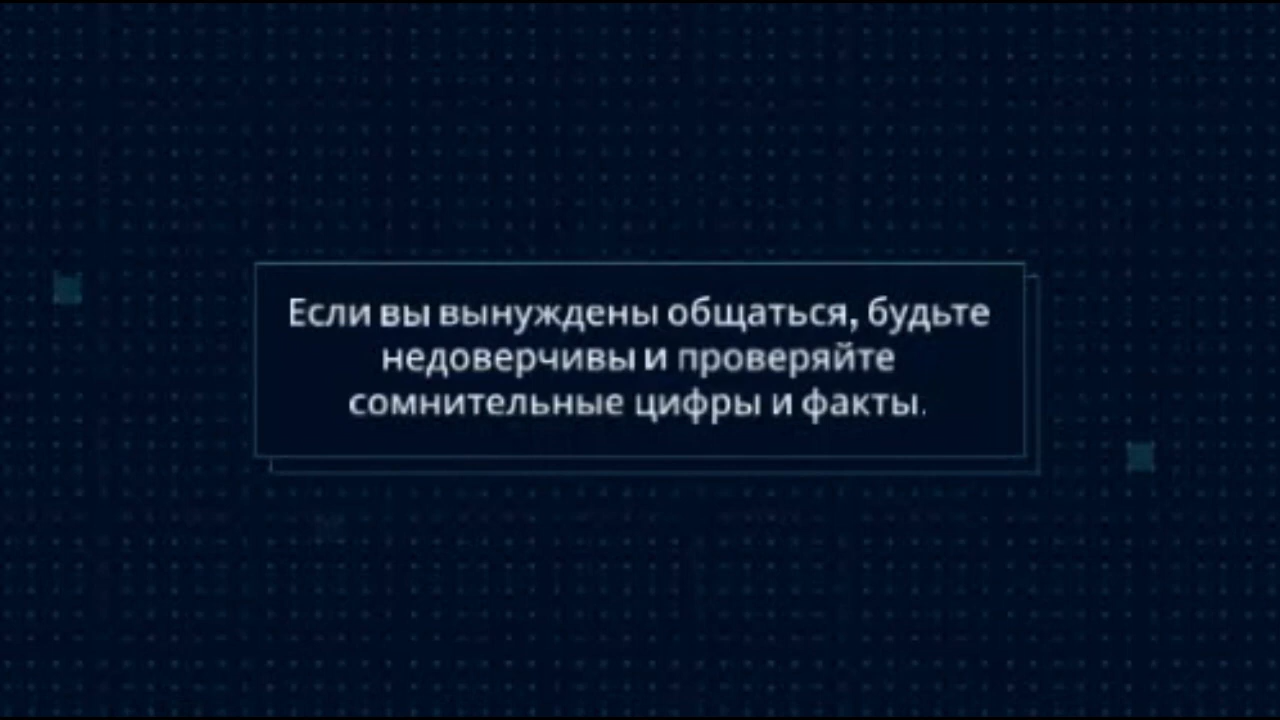 Если вы вынуждены общаться, будьте
недоверчивы и проверяйте
сомнительные цифры и факты.